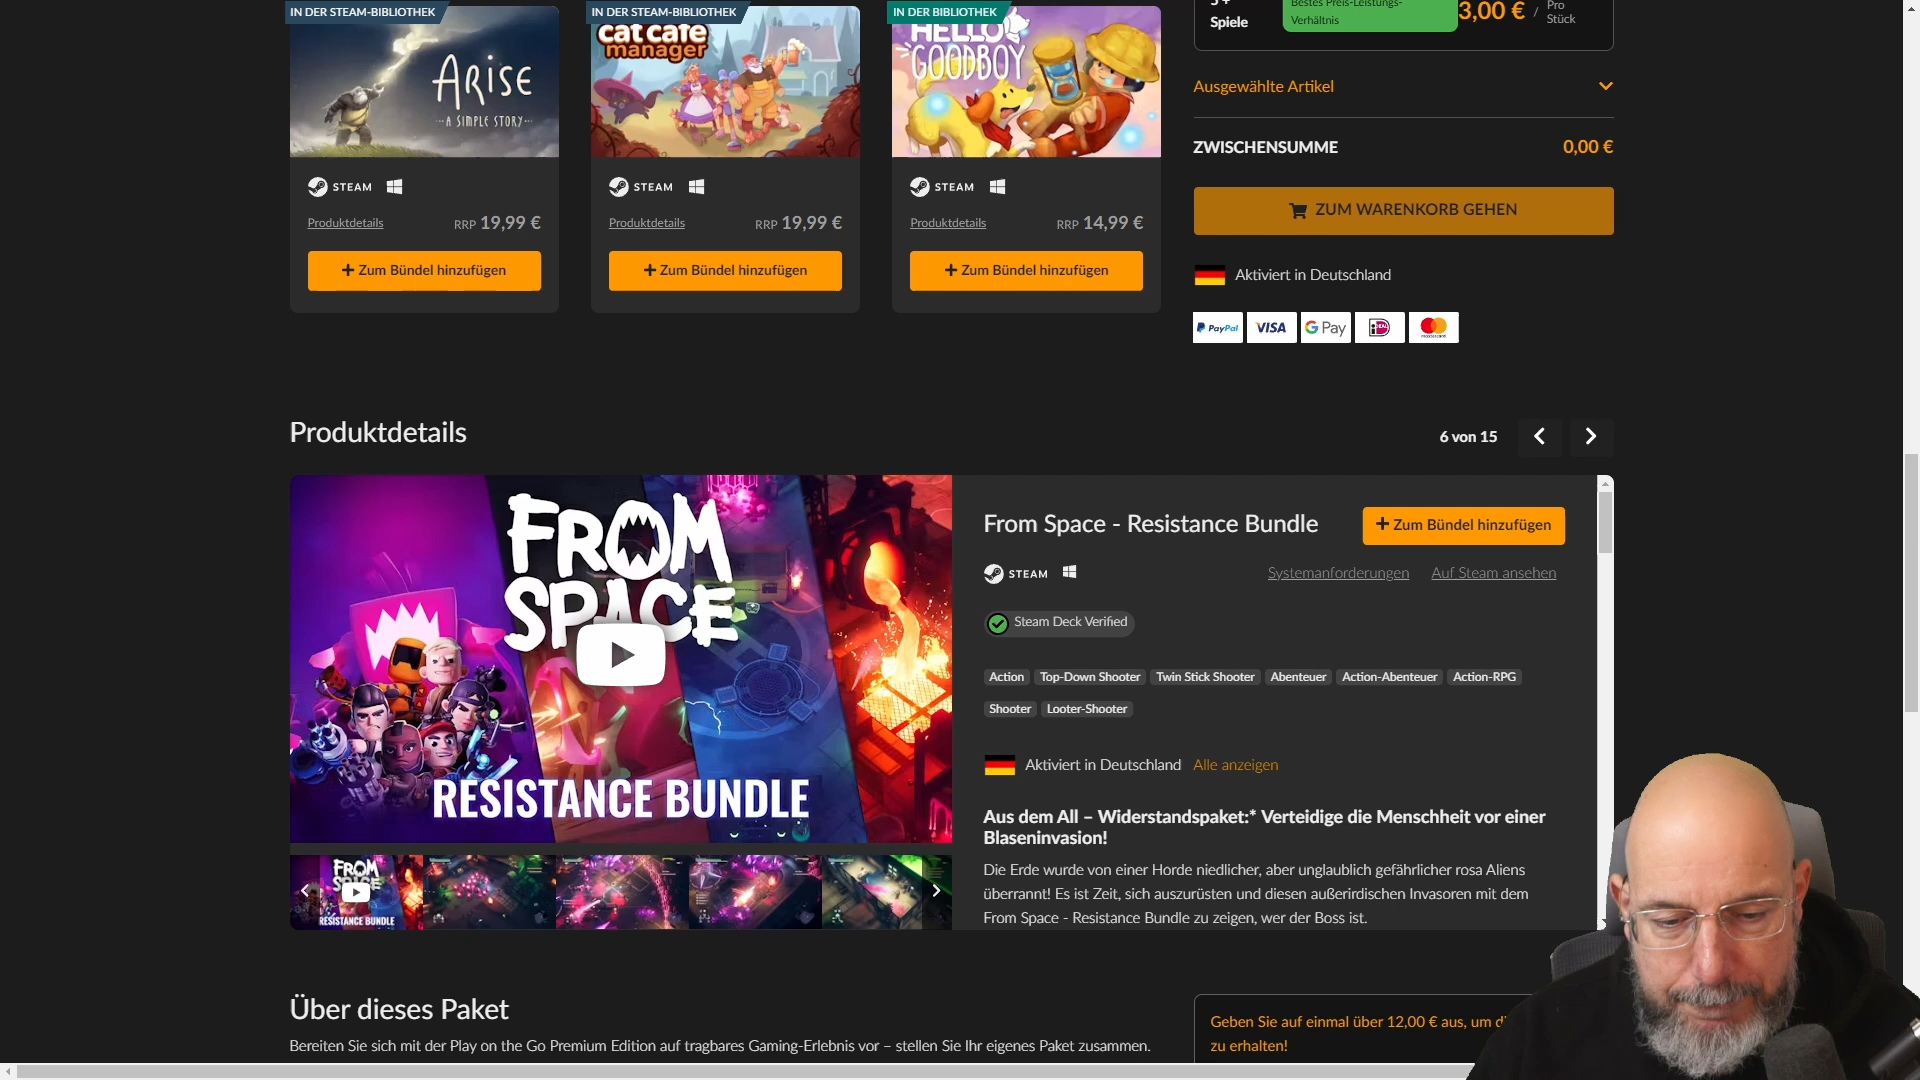 IN DER STEAM-BIBLIOTHEK
ARISE
A SIMPLE STORY
STEAM
Produktdetails
RRP 19,99 €
+ Zum Bündel hinzufügen
IN DER STEAM-BIBLIOTHEK
cat cafe
manager
STEAM
Produktdetails
RRP 19,99 €
+ Zum Bündel hinzufügen
IN DER BIBLIOTHEK
HELLO
GOODBOY
STEAM
Produktdetails
RRP 14,99 €
+ Zum Bündel hinzufügen
Spiele
Bestes Preis-Leistungs-
Verhältnis
3,00 € / Pro
Stück
Ausgewählte Artikel
ZWISCHENSUMME 0,00 €
ZUM WARENKORB GEHEN
Aktiviert in Deutschland
PayPal VISA G Pay iDEAL mastercard
Produktdetails
6 von 15
FROM
SPACE
RESISTANCE BUNDLE
FROM
SPACE
RESISTANCE BUNDLE
From Space - Resistance Bundle
+ Zum Bündel hinzufügen
STEAM
Systemanforderungen Auf Steam ansehen
Steam Deck Verified
Action Top-Down Shooter Twin Stick Shooter Abenteuer Action-Abenteuer Action-RPG
Shooter Looter-Shooter
Aktiviert in Deutschland Alle anzeigen
Aus dem All – Widerstandspaket:* Verteidige die Menschheit vor einer
Blaseninvasion!
Die Erde wurde von einer Horde niedlicher, aber unglaublich gefährlicher rosa Aliens
überrannt! Es ist Zeit, sich auszurüsten und diesen außerirdischen Invasoren mit dem
From Space - Resistance Bundle zu zeigen, wer der Boss ist.
Über dieses Paket
Bereiten Sie sich mit der Play on the Go Premium Edition auf tragbares Gaming-Erlebnis vor – stellen Sie Ihr eigenes Paket zusammen.
Geben Sie auf einmal über 12,00 € aus, um
zu erhalten!